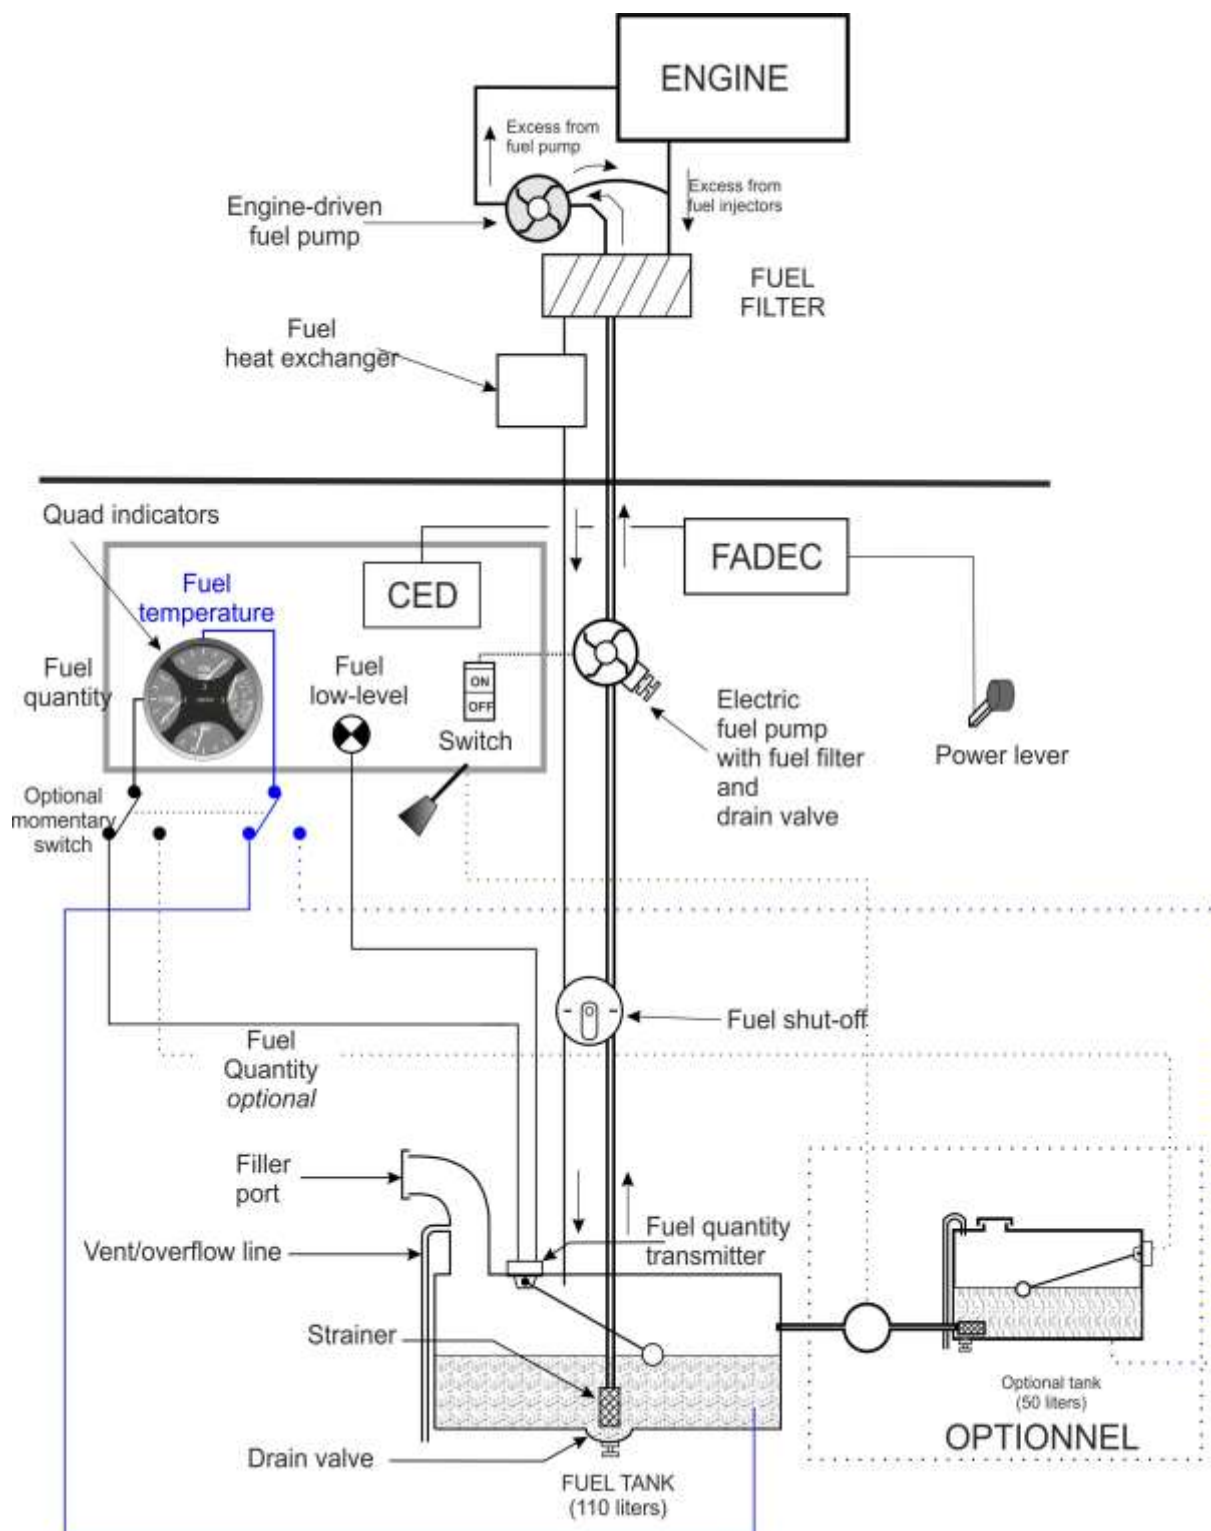 ENGINE
Excess from
fuel pump
Excess from
fuel injectors
Engine-driven
fuel pump
FUEL
FILTER
Fuel
heat exchanger
Quad indicators
FADEC
Fuel
temperature
CED
Fuel
quantity
Fuel
low-level
ON
OFF
Switch
Electric
fuel pump
with fuel filter
and
drain valve
Power lever
Optional
momentary
switch
Fuel shut-off
Fuel
Quantity
optional
Filler
port
Fuel quantity
transmitter
Vent/overflow line
Strainer
Optional tank
(50 liters)
OPTIONNEL
Drain valve
FUEL TANK
(110 liters)